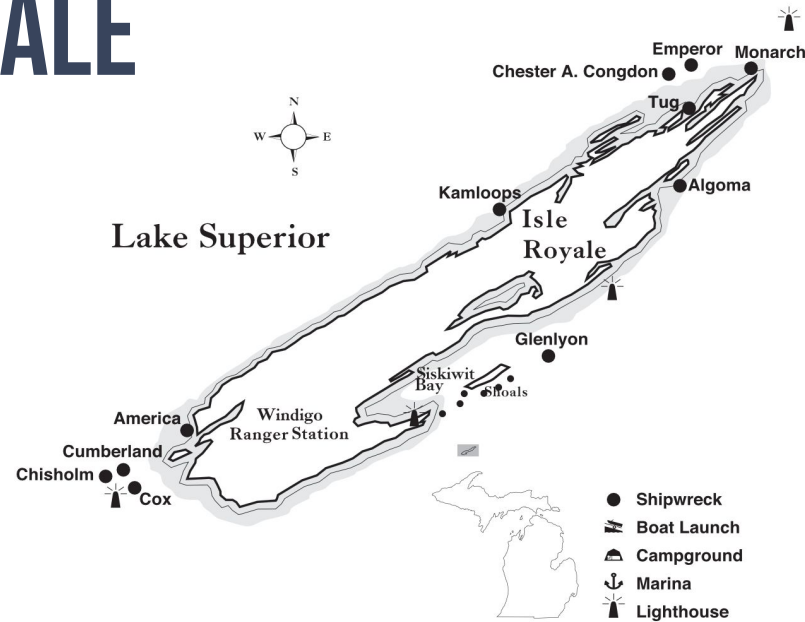 ALE
Emperor
Monarch
Chester A. Congdon
Tug
N
W E
S
Algoma
Kamloops
Isle
Royale
Lake Superior
Glenlyon
Siskiwit
Bay
Shoals
America
Windigo
Ranger Station
Cumberland
Chisholm
Cox
Shipwreck
Boat Launch
Campground
Marina
Lighthouse